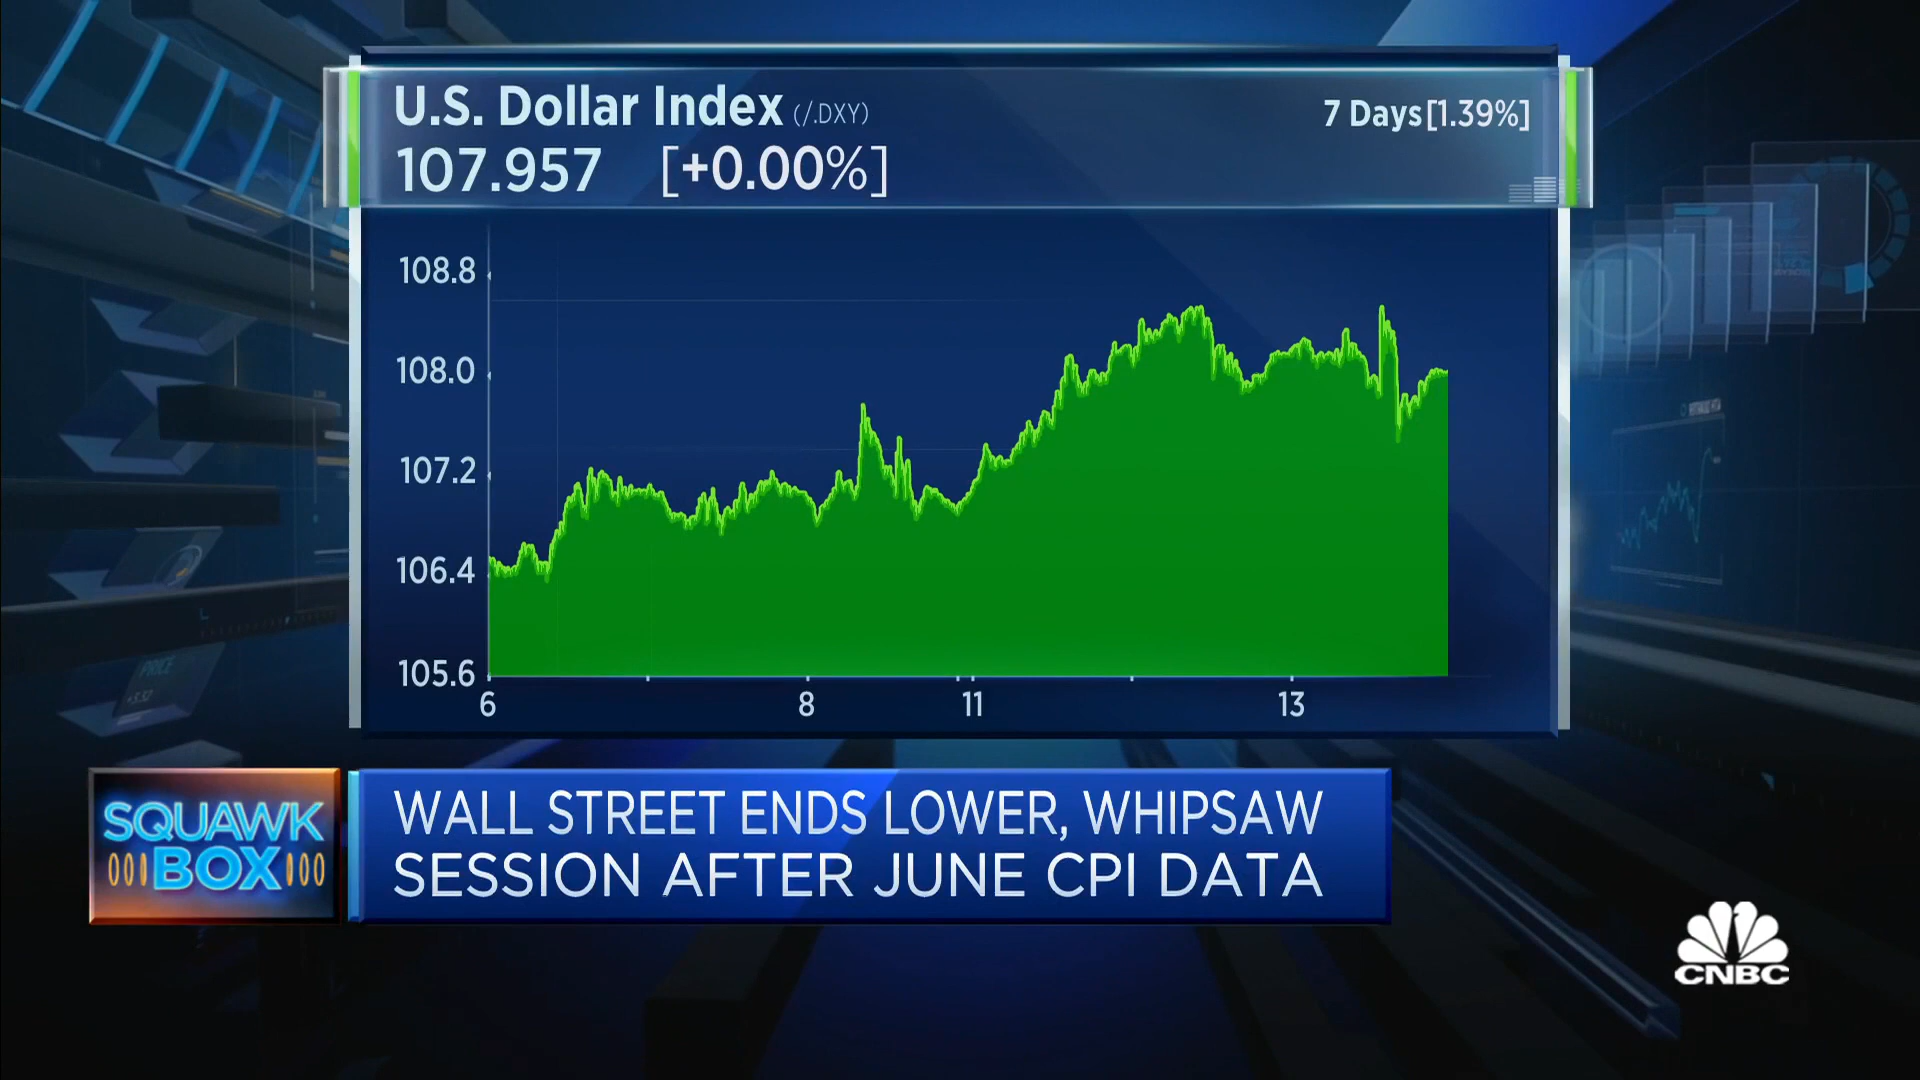 U.S. Dollar Index (/.DXY)
7 Days[1.39%]
107.957 [+0.00%]
108.8
108.0
107.2
106.4
105.6
6 8 11 13
PRICE
SQUAWK
BOX
WALL STREET ENDS LOWER, WHIPSAW
SESSION AFTER JUNE CPI DATA
CNBC